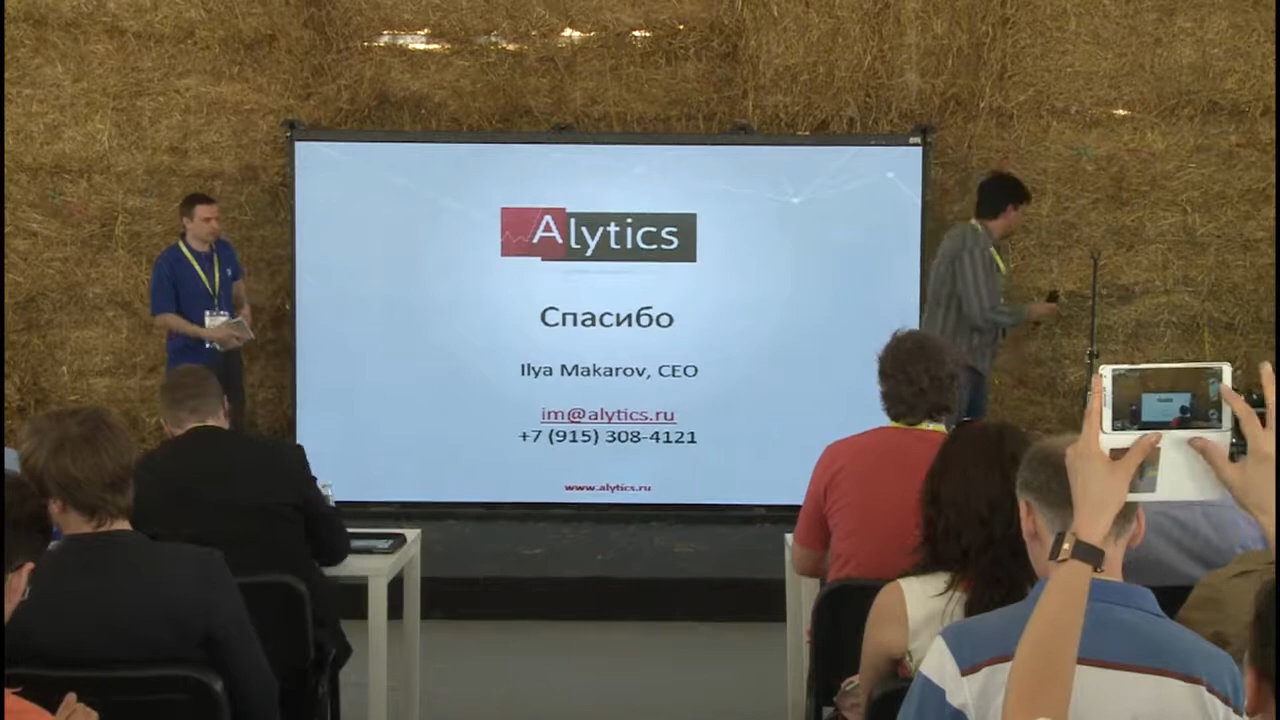 Alytics
Спасибо
Ilya Makarov, CEO
im@alytics.ru
+7 (915) 308-4121
www.alytics.ru